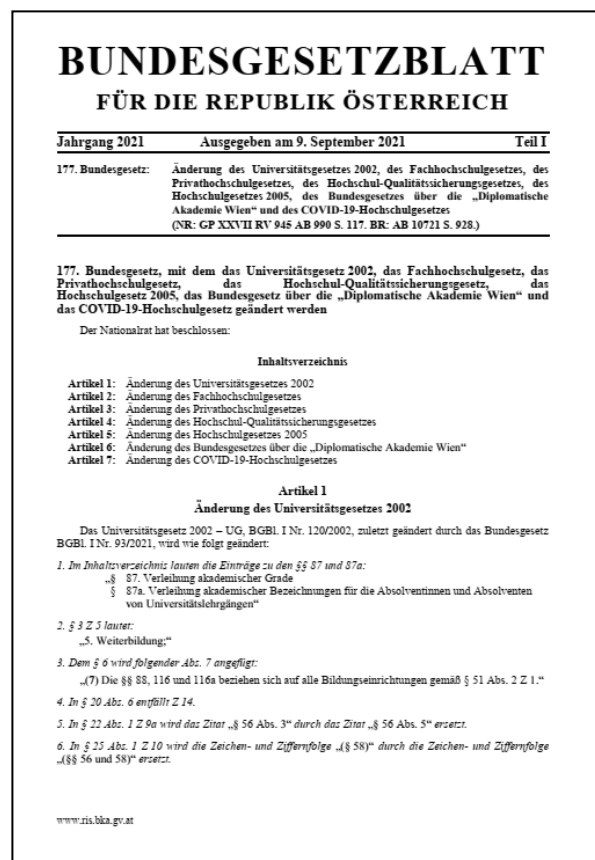 BUNDESGESETZBLATT
FÜR DIE REPUBLIK ÖSTERREICH
Jahrgang 2021 Ausgegeben am 9. September 2021 Teil I
177. Bundesgesetz: Änderung des Universitätsgesetzes 2002, des Fachhochschulgesetzes, des
Privathochschulgesetzes, des Hochschul-Qualitätssicherungsgesetzes, des
Hochschulgesetzes 2005, des Bundesgesetzes über die „Diplomatische
Akademie Wien“ und des COVID-19-Hochschulgesetzes
(NR: GP XXVII RV 945 AB 990 S. 117. BR: AB 10721 S. 928.)
177. Bundesgesetz, mit dem das Universitätsgesetz 2002, das Fachhochschulgesetz, das
Privathochschulgesetz, das Hochschul-Qualitätssicherungsgesetz, das
Hochschulgesetz 2005, das Bundesgesetz über die „Diplomatische Akademie Wien“ und
das COVID-19-Hochschulgesetz geändert werden
Der Nationalrat hat beschlossen:
Inhaltsverzeichnis
Artikel 1: Änderung des Universitätsgesetzes 2002
Artikel 2: Änderung des Fachhochschulgesetzes
Artikel 3: Änderung des Privathochschulgesetzes
Artikel 4: Änderung des Hochschul-Qualitätssicherungsgesetzes
Artikel 5: Änderung des Hochschulgesetzes 2005
Artikel 6: Änderung des Bundesgesetzes über die „Diplomatische Akademie Wien“
Artikel 7: Änderung des COVID-19-Hochschulgesetzes
Artikel 1
Änderung des Universitätsgesetzes 2002
Das Universitätsgesetz 2002 – UG, BGBl. I Nr. 120/2002, zuletzt geändert durch das Bundesgesetz
BGBl. I Nr. 93/2021, wird wie folgt geändert:
1. Im Inhaltsverzeichnis lauten die Einträge zu den §§ 87 und 87a:
„§ 87. Verleihung akademischer Grade
§ 87a. Verleihung akademischer Bezeichnungen für die Absolventinnen und Absolventen
von Universitätslehrgängen“
2. § 3 Z 5 lautet:
„5. Weiterbildung;“
3. Dem § 6 wird folgender Abs. 7 angefügt:
„(7) Die §§ 88, 116 und 116a beziehen sich auf alle Bildungseinrichtungen gemäß § 51 Abs. 2 Z 1.“
4. In § 20 Abs. 6 entfällt Z 14.
5. In § 22 Abs. 1 Z 9a wird das Zitat „§ 56 Abs. 3“ durch das Zitat „§ 56 Abs. 5“ ersetzt.
6. In § 25 Abs. 1 Z 10 wird die Zeichen- und Ziffernfolge „(§ 58)“ durch die Zeichen- und Ziffernfolge
„(§§ 56 und 58)“ ersetzt.
www.ris.bka.gv.at